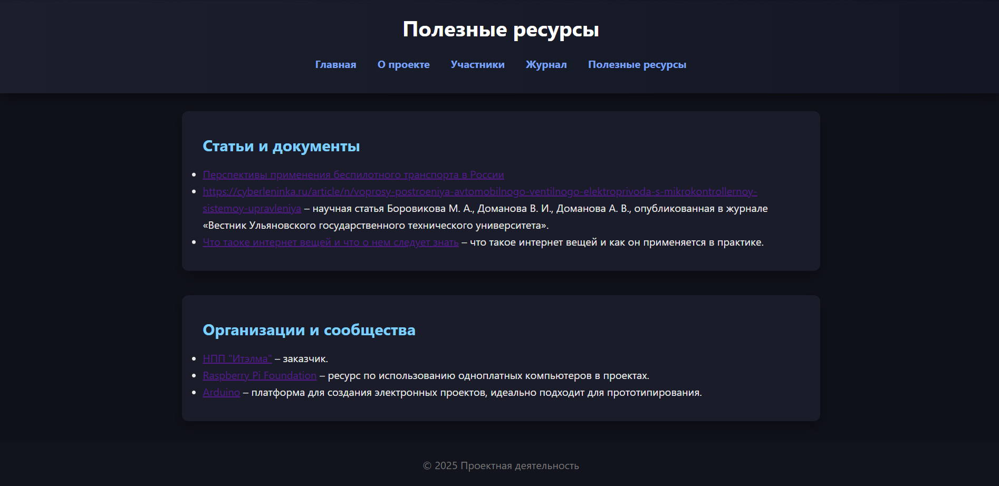 Полезные ресурсы
Главная О проекте Участники Журнал Полезные ресурсы
Статьи и документы
Перспективы применения беспилотного транспорта в России
https://cyberleninka.ru/article/n/voprosy-postroeniya-avtomobilnogo-ventilnogo-elektroprivoda-s-mikrokontrollernoy-
sistemoy-upravleniya – научная статья Боровикова М. А., Доманова В. И., Доманова А. В., опубликованная в журнале
«Вестник Ульяновского государственного технического университета».
Что таоке интернет вещей и что о нем следует знать – что такое интернет вещей и как он применяется в практике.
Организации и сообщества
НПП "Итэлма" – заказчик.
Raspberry Pi Foundation – ресурс по использованию одноплатных компьютеров в проектах.
Arduino – платформа для создания электронных проектов, идеально подходит для прототипирования.
© 2025 Проектная деятельность